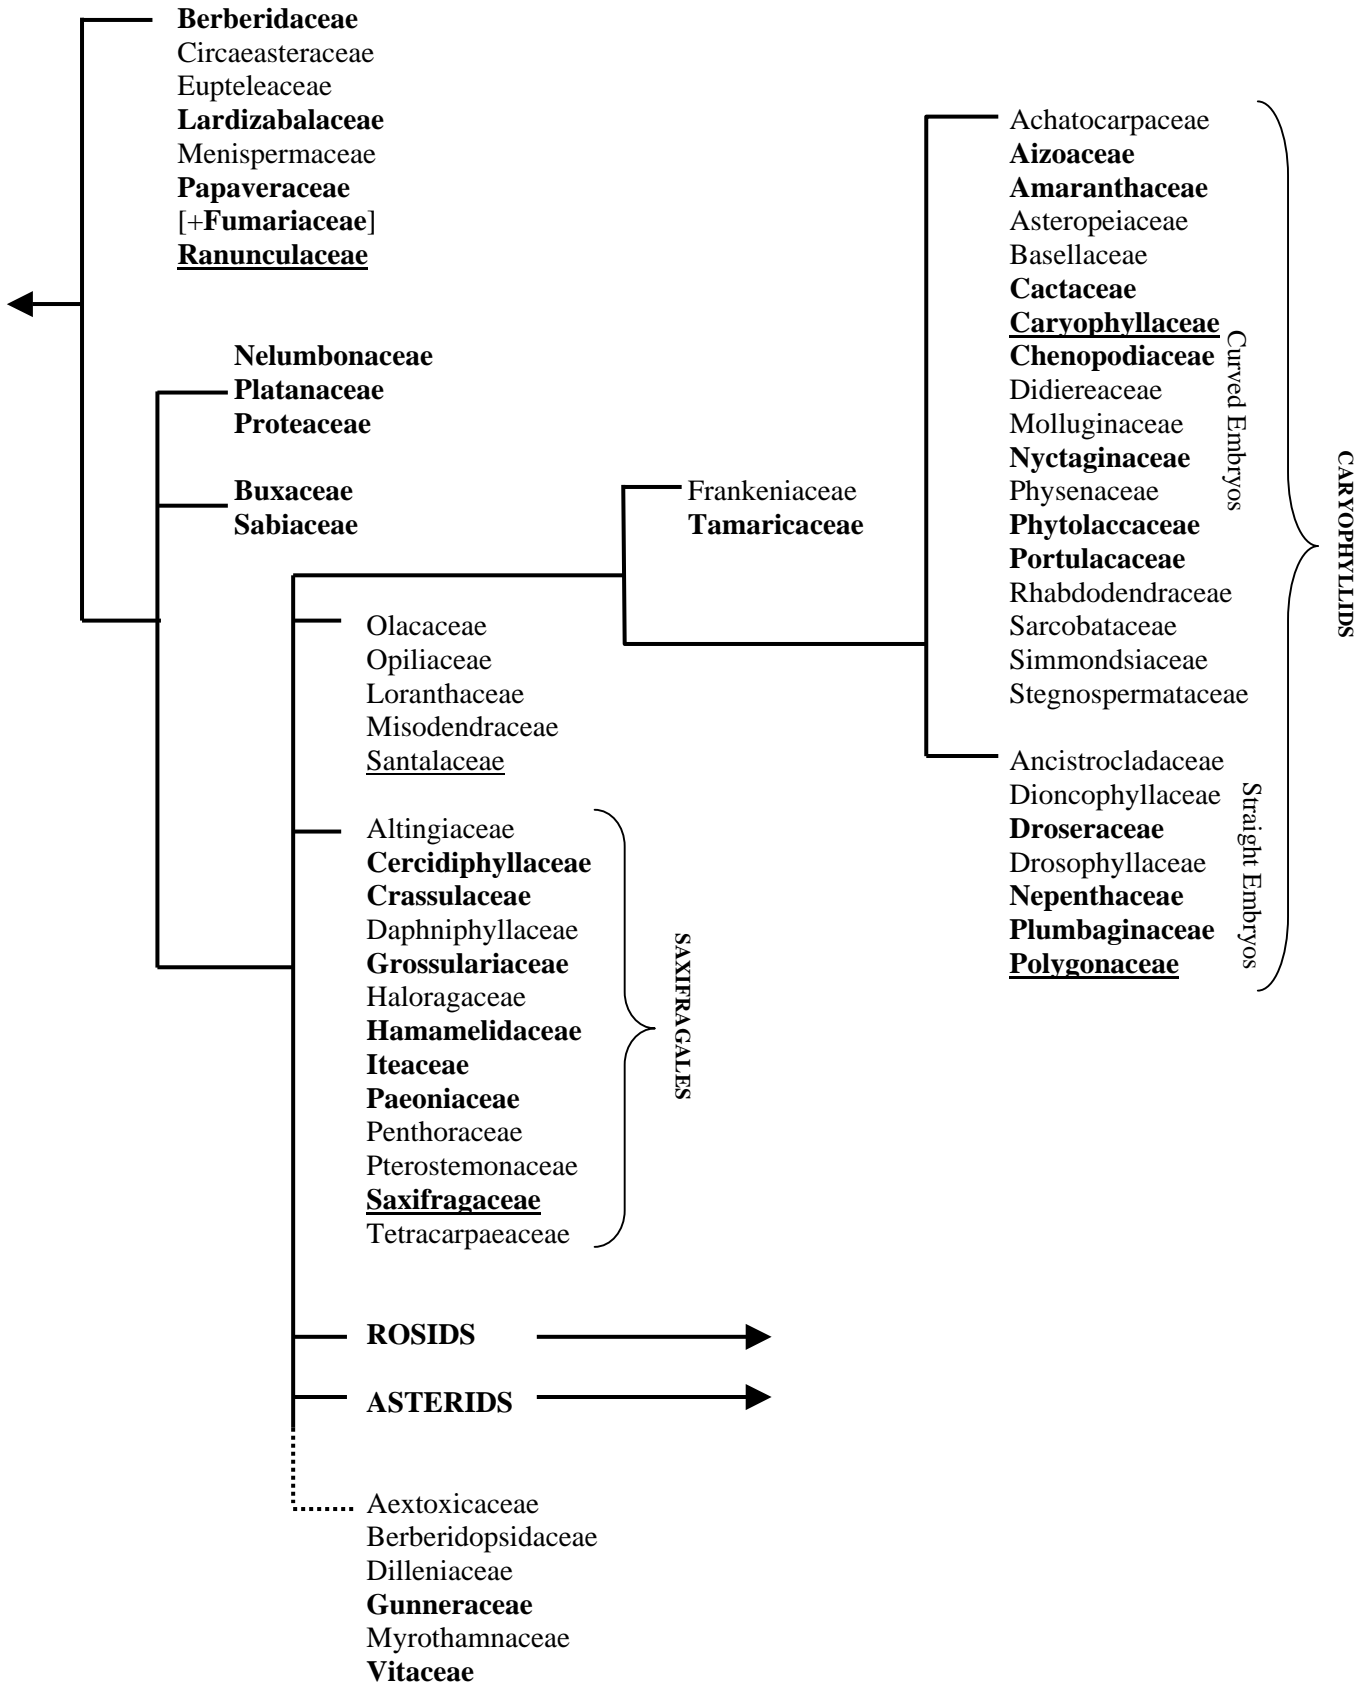 Berberidaceae
Circaeasteraceae
Eupteleaceae
Lardizabalaceae
Menispermaceae
Papaveraceae
[+Fumariaceae]
Ranunculaceae
Nelumbonaceae
Platanaceae
Proteaceae
Buxaceae
Sabiaceae
Frankeniaceae
Tamaricaceae
Achatocarpaceae
Aizoaceae
Amaranthaceae
Asteropeiaceae
Basellaceae
Cactaceae
Caryophyllaceae
Chenopodiaceae
Didiereaceae
Molluginaceae
Nyctaginaceae
Physenaceae
Phytolaccaceae
Portulacaceae
Rhabdodendraceae
Sarcobataceae
Simmondsiaceae
Stegnospermataceae
Curved Embryos
Ancistrocladaceae
Dioncophyllaceae
Droseraceae
Drosophyllaceae
Nepenthaceae
Plumbaginaceae
Polygonaceae
Straight Embryos
CARYOPHYLLIDS
Olacaceae
Opiliaceae
Loranthaceae
Misodendraceae
Santalaceae
Altingiaceae
Cercidiphyllaceae
Crassulaceae
Daphniphyllaceae
Grossulariaceae
Haloragaceae
Hamamelidaceae
Iteaceae
Paeoniaceae
Penthoraceae
Pterostemonaceae
Saxifragaceae
Tetracarpaeaceae
SAXIFRAGALES
ROSIDS
ASTERIDS
Aextoxicaceae
Berberidopsidaceae
Dilleniaceae
Gunneraceae
Myrothamnaceae
Vitaceae